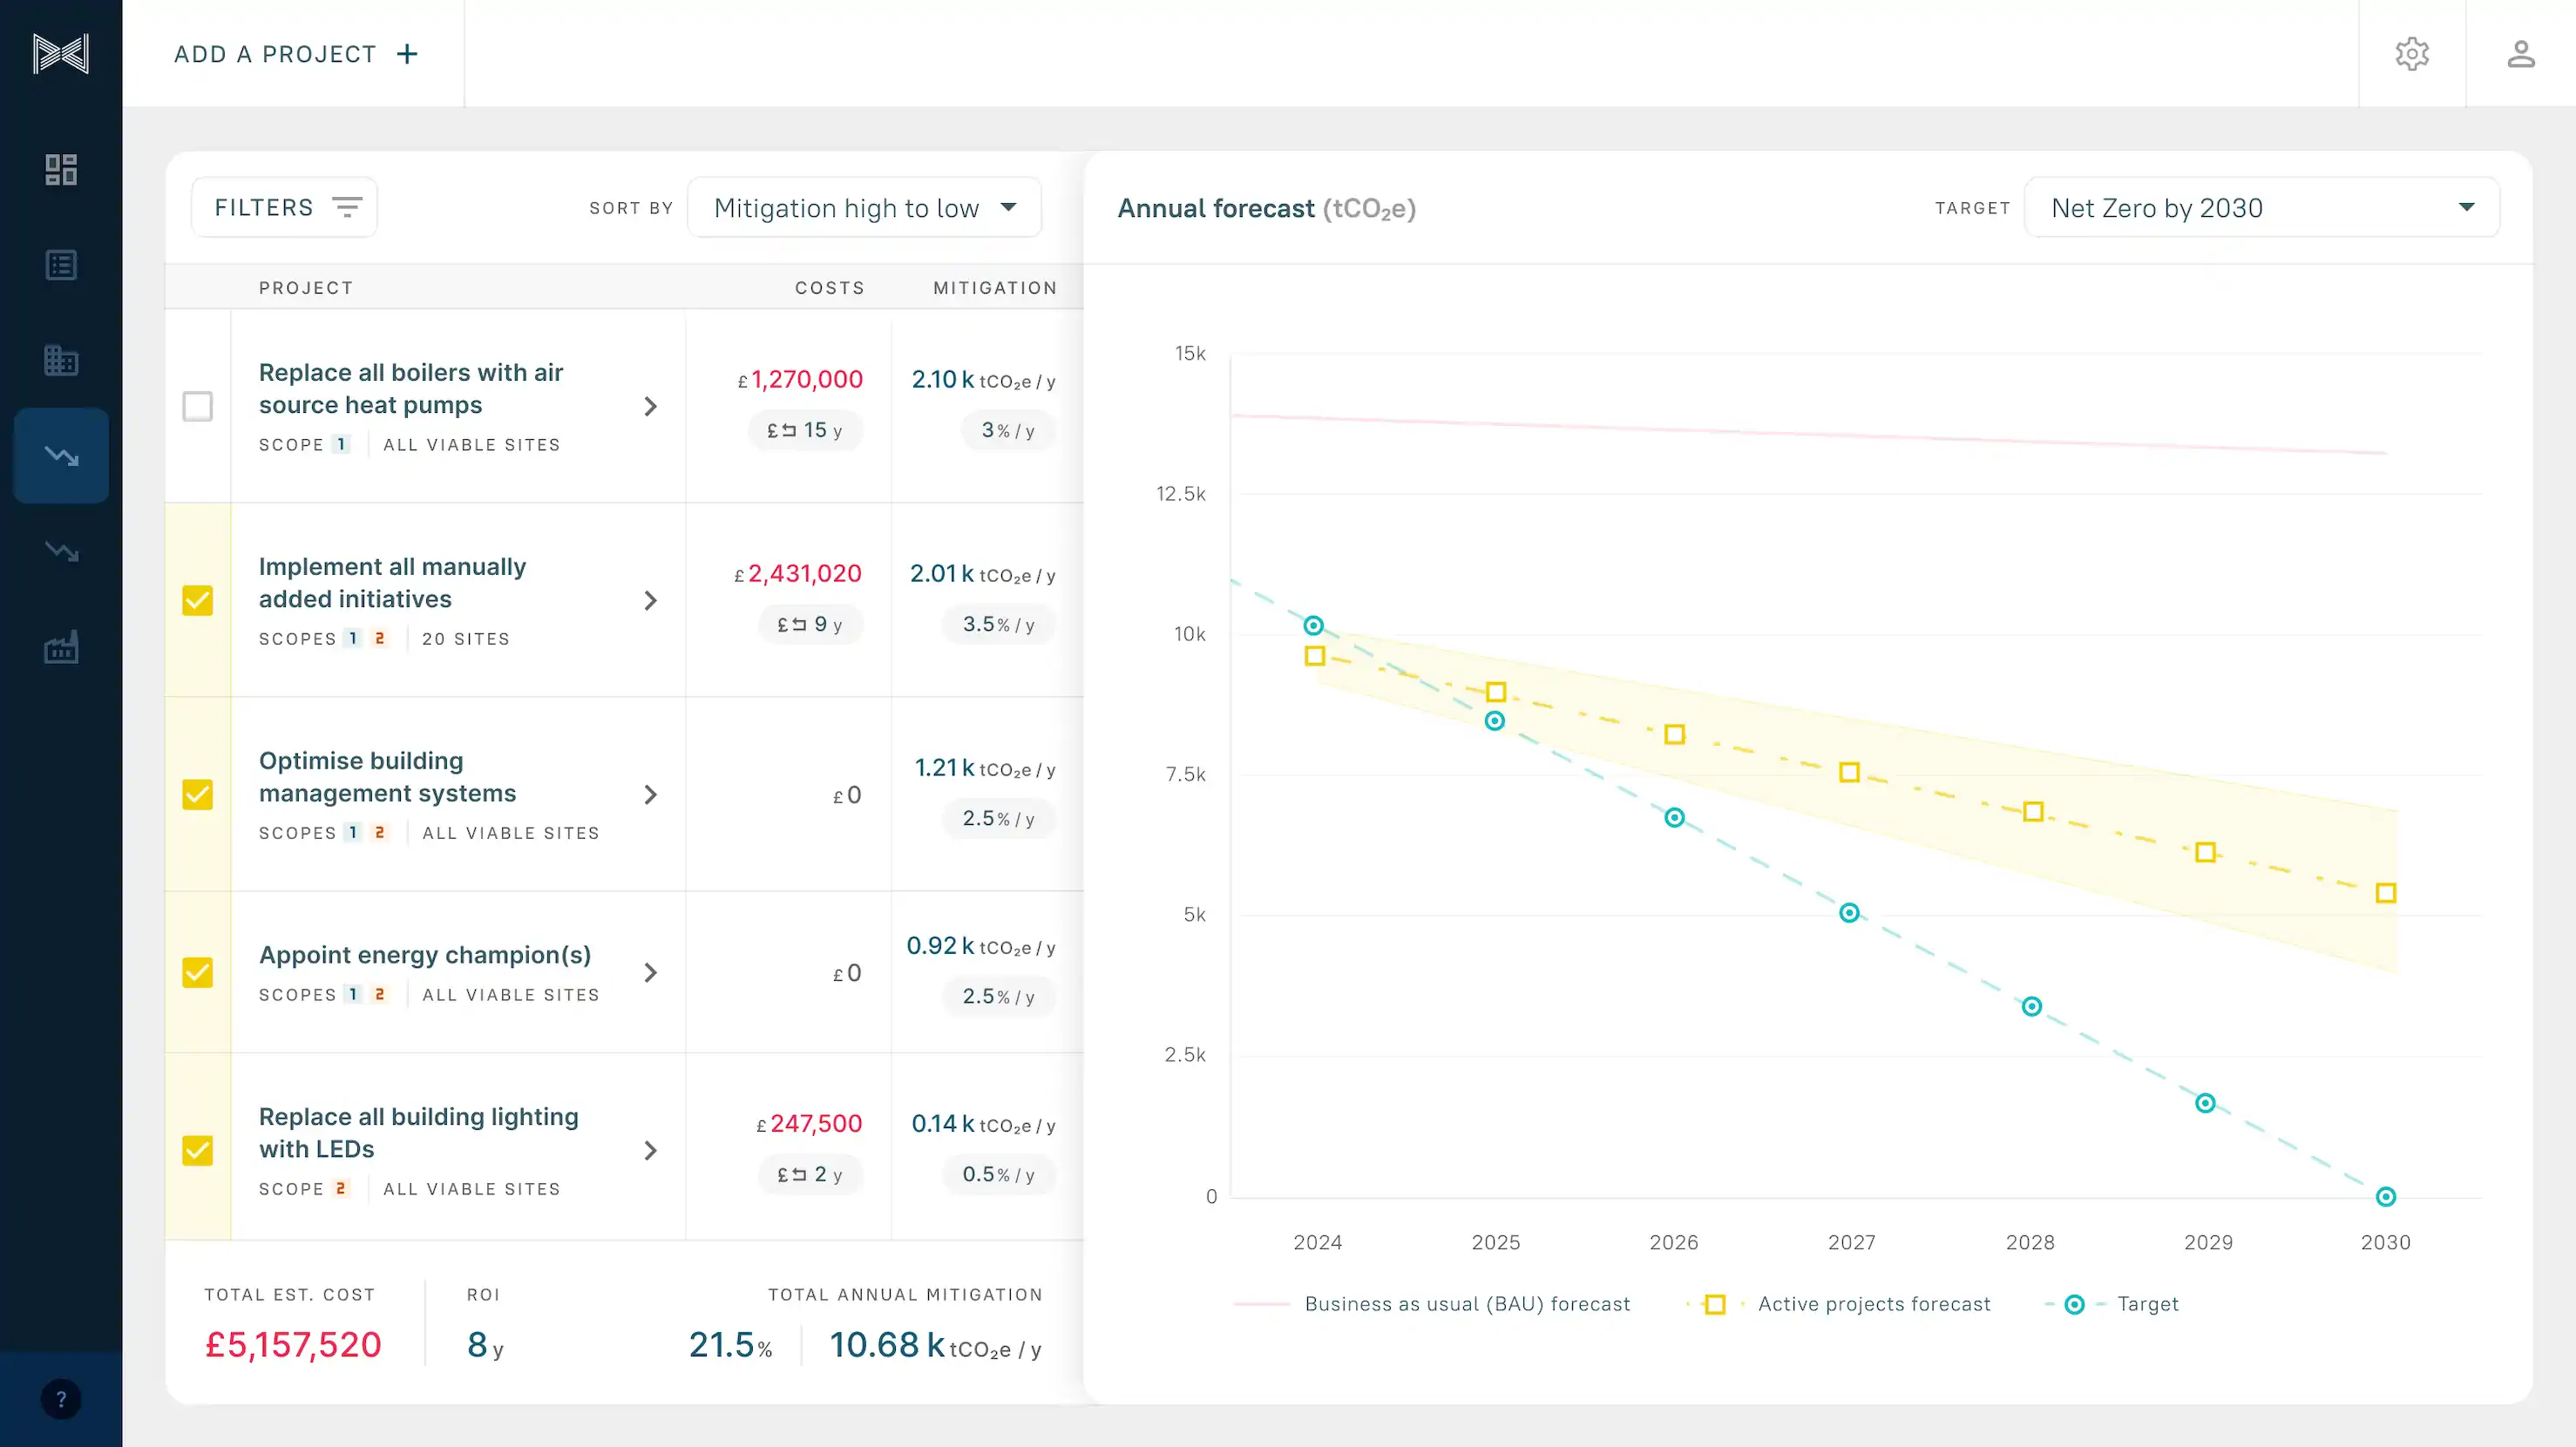 ADD A PROJECT +
FILTERS
SORT BY
Mitigation high to low
PROJECT
COSTS
MITIGATION
Replace all boilers with air
source heat pumps
SCOPE 1
ALL VIABLE SITES
£1,270,000
£ 15 y
2.10 k tCO₂e / y
3% / y
Implement all manually
added initiatives
SCOPES 1 2
20 SITES
£2,431,020
£ 9 y
2.01 k tCO₂e / y
3.5% / y
Optimise building
management systems
SCOPES 1 2
ALL VIABLE SITES
£0
1.21 k tCO₂e / y
2.5% / y
Appoint energy champion(s)
SCOPES 1 2
ALL VIABLE SITES
£0
0.92 k tCO₂e / y
2.5% / y
Replace all building lighting
with LEDs
SCOPE 2
ALL VIABLE SITES
£247,500
£ 2 y
0.14 k tCO₂e / y
0.5% / y
TOTAL EST. COST
£5,157,520
ROI
8 y
TOTAL ANNUAL MITIGATION
21.5%
10.68 k tCO₂e / y
?
Annual forecast (tCO₂e)
TARGET
Net Zero by 2030
15k
12.5k
10k
7.5k
5k
2.5k
0
2024 2025 2026 2027 2028 2029 2030
Business as usual (BAU) forecast
Active projects forecast
Target